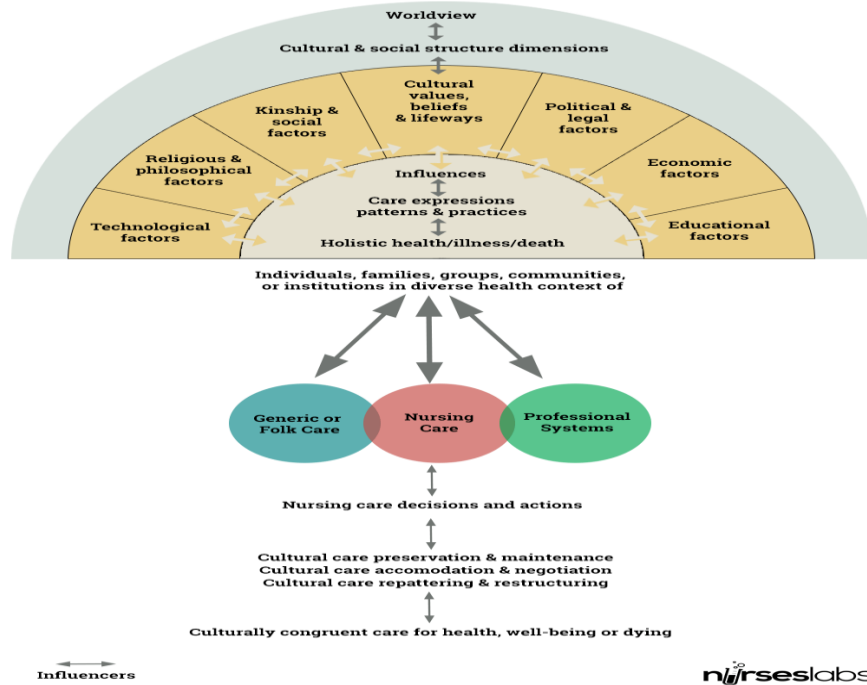 Worldview
Cultural & social structure dimensions
Cultural
values,
beliefs
& lifeways
Kinship &
social
factors
Political &
legal
factors
Religious &
philosophical
factors
Economic
factors
Technological
factors
Educational
factors
Influences
Care expressions
patterns & practices
Holistic health/illness/death
Individuals, families, groups, communities,
or institutions in diverse health context of
Generic or
Folk Care
Nursing
Care
Professional
Systems
Nursing care decisions and actions
Cultural care preservation & maintenance
Cultural care accomodation & negotiation
Cultural care repattering & restructuring
Culturally congruent care for health, well-being or dying
Influencers
nurseslabs